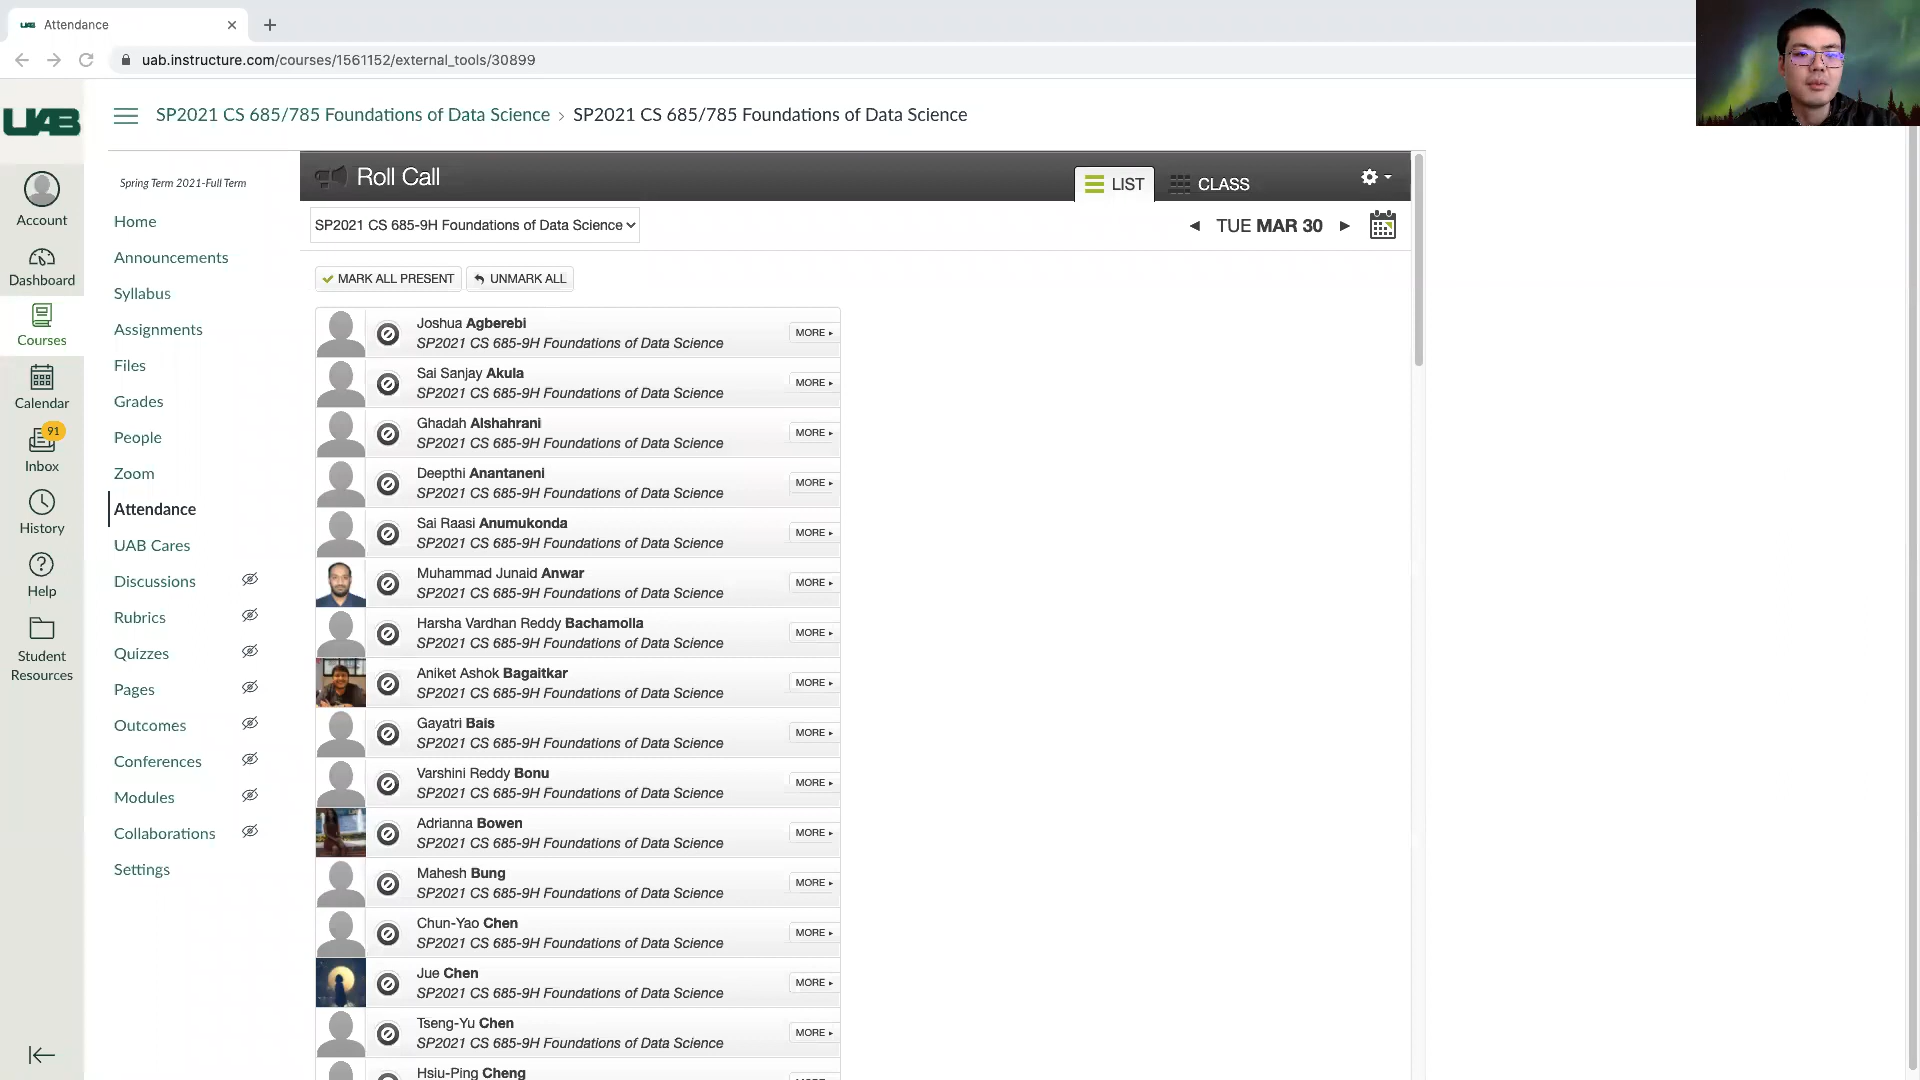 UAB Attendance
uab.instructure.com/courses/1561152/external_tools/30899
UAB
SP2021 CS 685/785 Foundations of Data Science › SP2021 CS 685/785 Foundations of Data Science
Account
Dashboard
Courses
Calendar
91
Inbox
History
Help
Student
Resources
Spring Term 2021-Full Term
Home
Announcements
Syllabus
Assignments
Files
Grades
People
Zoom
Attendance
UAB Cares
Discussions
Rubrics
Quizzes
Pages
Outcomes
Conferences
Modules
Collaborations
Settings
Roll Call
LIST
CLASS
SP2021 CS 685-9H Foundations of Data Science
TUE MAR 30
MARK ALL PRESENT
UNMARK ALL
Joshua Agberebi
SP2021 CS 685-9H Foundations of Data Science
MORE
Sai Sanjay Akula
SP2021 CS 685-9H Foundations of Data Science
MORE
Ghadah Alshahrani
SP2021 CS 685-9H Foundations of Data Science
MORE
Deepthi Anantaneni
SP2021 CS 685-9H Foundations of Data Science
MORE
Sai Raasi Anumukonda
SP2021 CS 685-9H Foundations of Data Science
MORE
Muhammad Junaid Anwar
SP2021 CS 685-9H Foundations of Data Science
MORE
Harsha Vardhan Reddy Bachamolla
SP2021 CS 685-9H Foundations of Data Science
MORE
Aniket Ashok Bagaitkar
SP2021 CS 685-9H Foundations of Data Science
MORE
Gayatri Bais
SP2021 CS 685-9H Foundations of Data Science
MORE
Varshini Reddy Bonu
SP2021 CS 685-9H Foundations of Data Science
MORE
Adrianna Bowen
SP2021 CS 685-9H Foundations of Data Science
MORE
Mahesh Bung
SP2021 CS 685-9H Foundations of Data Science
MORE
Chun-Yao Chen
SP2021 CS 685-9H Foundations of Data Science
MORE
Jue Chen
SP2021 CS 685-9H Foundations of Data Science
MORE
Tseng-Yu Chen
SP2021 CS 685-9H Foundations of Data Science
MORE
Hsiu-Ping Cheng